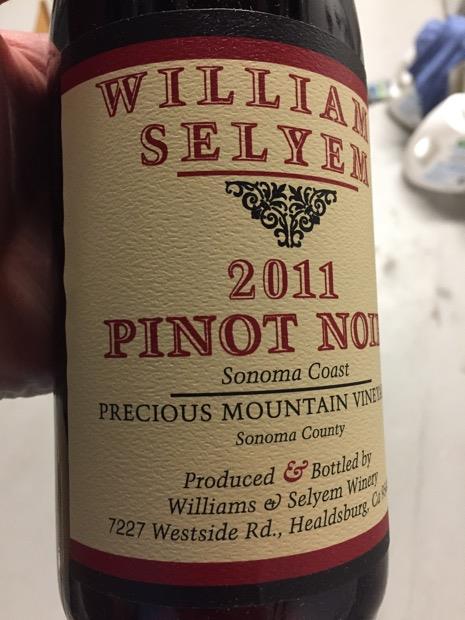 WILLIAM
SELYEM
2011
PINOT NOI
Sonoma Coast
PRECIOUS MOUNTAIN VINEYA
Sonoma County
Produced & Bottled by
Williams & Selyem Winery
7227 Westside Rd., Healdsburg, Ca